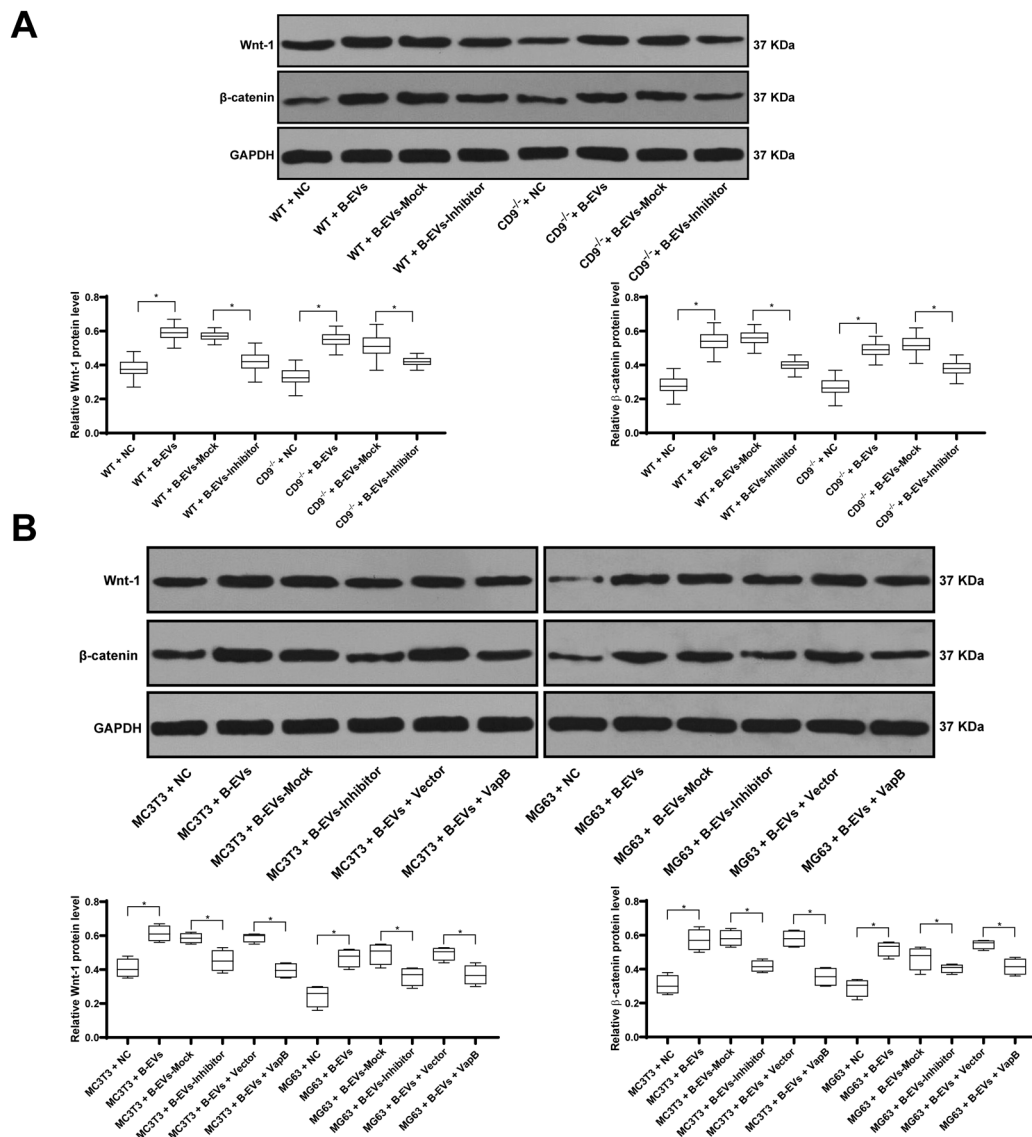 A
Wnt-1
37 KDa
β-catenin
37 KDa
GAPDH
37 KDa
WT + NC
WT + B-EVs
WT + B-EVs-Mock
WT + B-EVs-Inhibitor
CD9-/-+ NC
CD9-/-+ B-EVs
CD9-/-+ B-EVs-Mock
CD9-/-+ B-EVs-Inhibitor
Relative Wnt-1 protein level
0.8
0.6
0.4
0.2
0.0
*
*
*
*
WT + NC
WT + B-EVs
WT + B-EVs-Mock
WT + B-EVs-Inhibitor
CD9-/- + NC
CD9-/- + B-EVs
CD9-/- + B-EVs-Mock
CD9-/- + B-EVs-Inhibitor
Relative β-catenin protein level
0.8
0.6
0.4
0.2
0.0
*
*
*
*
WT + NC
WT + B-EVs
WT + B-EVs-Mock
WT + B-EVs-Inhibitor
CD9-/- + NC
CD9-/- + B-EVs
CD9-/- + B-EVs-Mock
CD9-/- + B-EVs-Inhibitor
B
Wnt-1
37 KDa
β-catenin
37 KDa
GAPDH
37 KDa
MC3T3 + NC
MC3T3 + B-EVs
MC3T3 + B-EVs-Mock
MC3T3 + B-EVs-Inhibitor
MC3T3 + B-EVs + Vector
MC3T3 + B-EVs + VapB
MG63 + NC
MG63 + B-EVs
MG63 + B-EVs-Mock
MG63 + B-EVs-Inhibitor
MG63 + B-EVs + Vector
MG63 + B-EVs + VapB
Relative Wnt-1 protein level
0.8
0.6
0.4
0.2
0.0
*
*
*
*
*
*
MC3T3 + NC
MC3T3 + B-EVs
MC3T3 + B-EVs-Mock
MC3T3 + B-EVs-Inhibitor
MC3T3 + B-EVs + Vector
MC3T3 + B-EVs + VapB
MG63 + NC
MG63 + B-EVs
MG63 + B-EVs-Mock
MG63 + B-EVs-Inhibitor
MG63 + B-EVs + Vector
MG63 + B-EVs + VapB
Relative β-catenin protein level
0.8
0.6
0.4
0.2
0.0
*
*
*
*
*
*
MC3T3 + NC
MC3T3 + B-EVs
MC3T3 + B-EVs-Mock
MC3T3 + B-EVs-Inhibitor
MC3T3 + B-EVs + Vector
MC3T3 + B-EVs + VapB
MG63 + NC
MG63 + B-EVs
MG63 + B-EVs-Mock
MG63 + B-EVs-Inhibitor
MG63 + B-EVs + Vector
MG63 + B-EVs + VapB